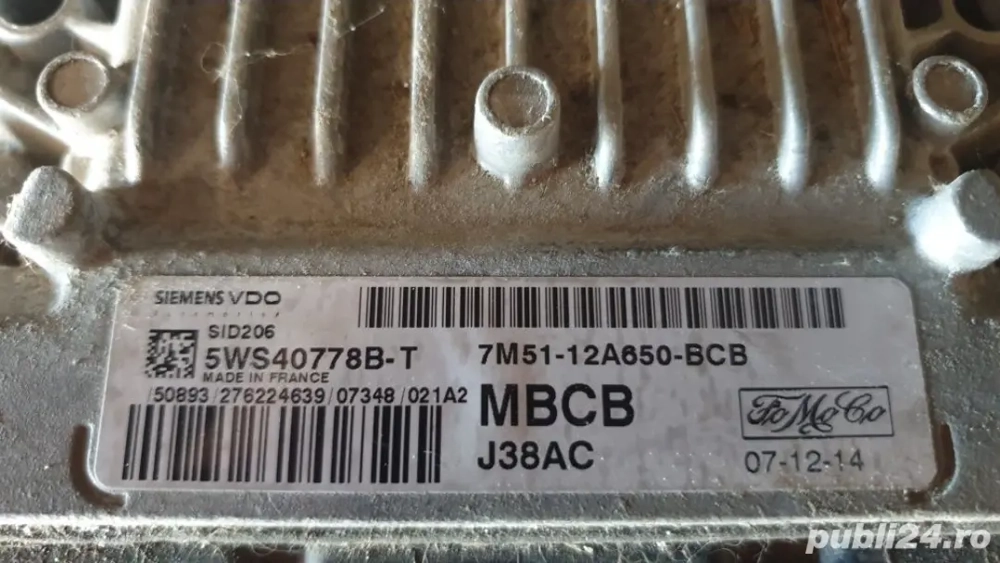 SIEMENS VDO
Automotive
SID206
5WS40778B-T
MADE IN FRANCE
50893/276224639/07348/021A2
7M51-12A650-BCB
MBCB
J38AC
FoMoCo
07-12-14
publi24.ro